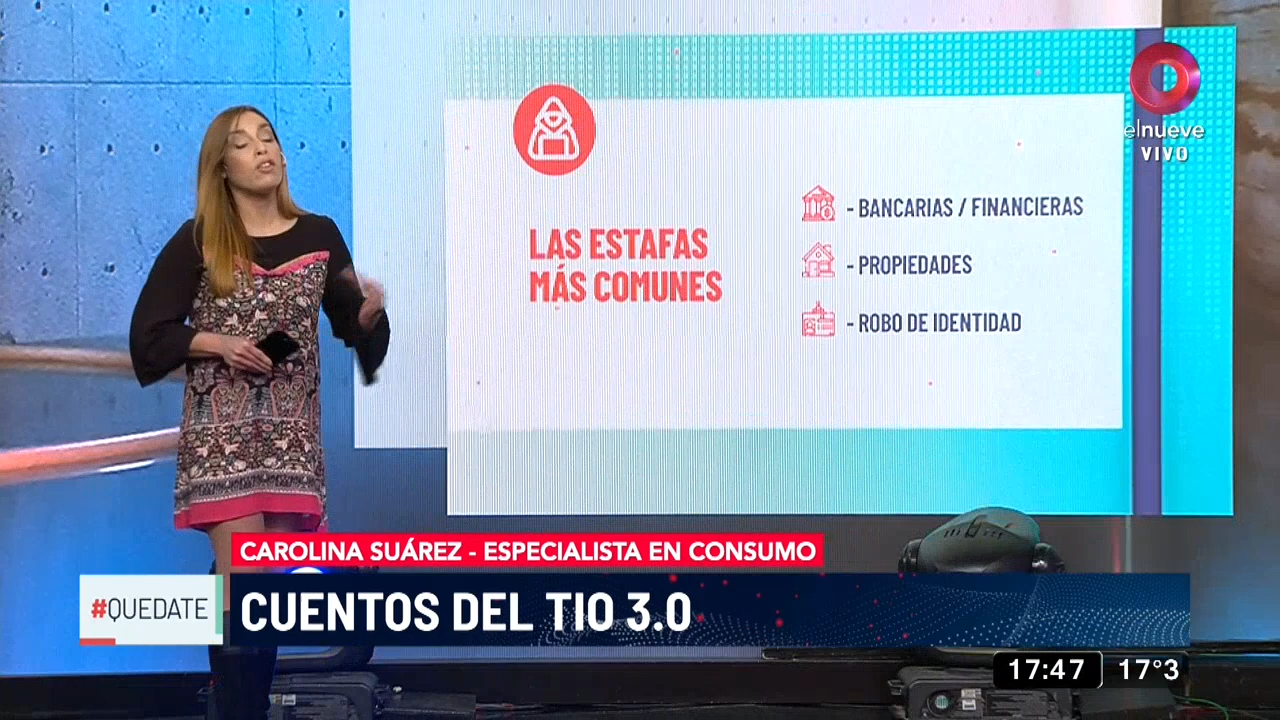 elnueve
VIVO
LAS ESTAFAS
MÁS COMUNES
- BANCARIAS / FINANCIERAS
- PROPIEDADES
- ROBO DE IDENTIDAD
CAROLINA SUÁREZ - ESPECIALISTA EN CONSUMO
#QUEDATE
CUENTOS DEL TIO 3.0
17:47
17°3